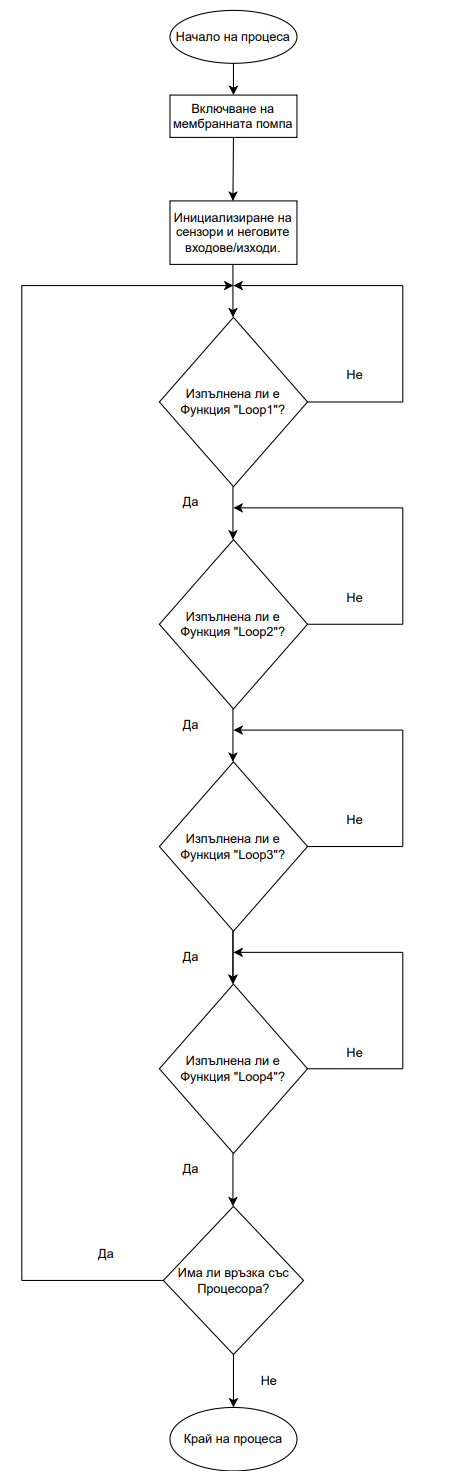 Начало на процеса
Включване на
мембранната помпа
Инициализиране на
сензори и неговите
входове/изходи.
Не
Изпълнена ли е
Функция "Loop1"?
Да
Не
Изпълнена ли е
Функция "Loop2"?
Да
Не
Изпълнена ли е
Функция "Loop3"?
Да
Не
Изпълнена ли е
Функция "Loop4"?
Да
Да
Има ли връзка със
Процесора?
Не
Край на процеса